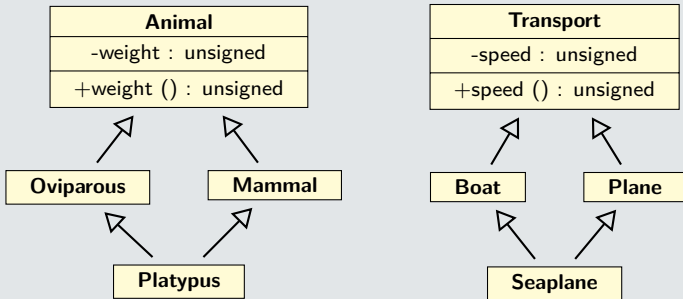 Animal
-weight : unsigned
+weight () : unsigned
Oviparous
Mammal
Platypus
Transport
-speed : unsigned
+speed () : unsigned
Boat
Plane
Seaplane